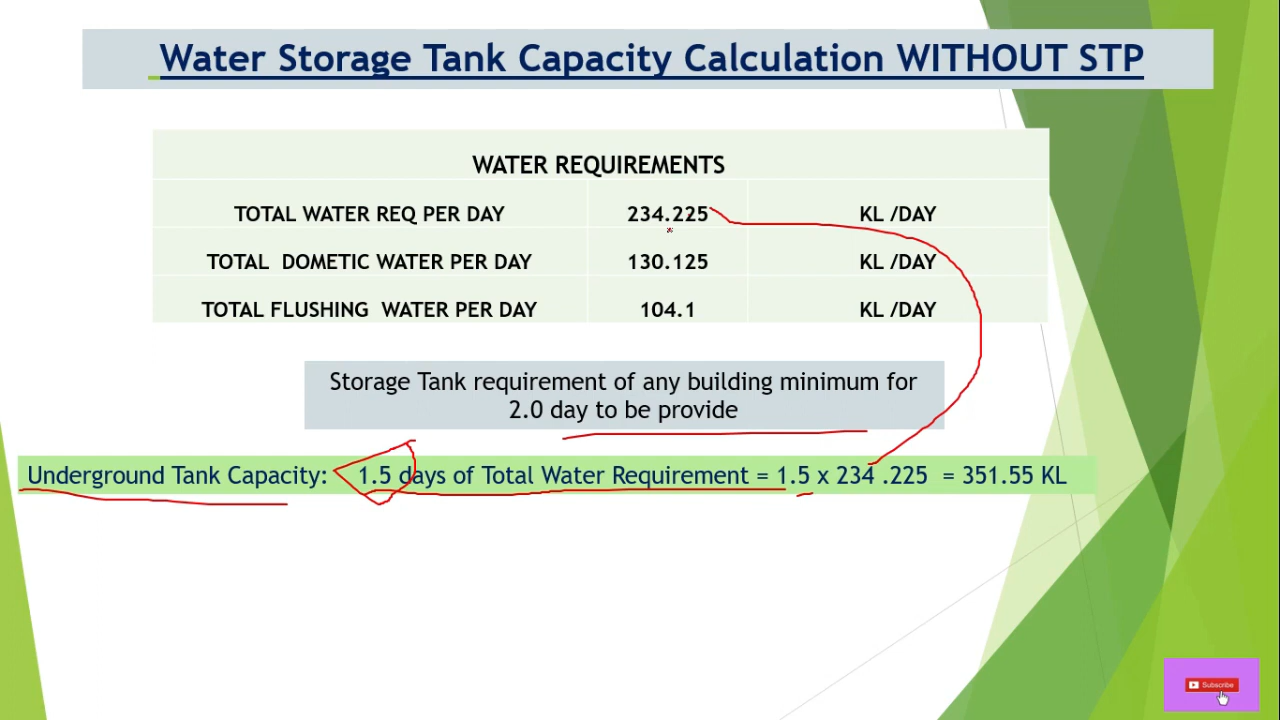 Water Storage Tank Capacity Calculation WITHOUT STP
WATER REQUIREMENTS
TOTAL WATER REQ PER DAY 234.225 KL /DAY
TOTAL DOMETIC WATER PER DAY 130.125 KL /DAY
TOTAL FLUSHING WATER PER DAY 104.1 KL /DAY
Storage Tank requirement of any building minimum for
2.0 day to be provide
Underground Tank Capacity: 1.5 days of Total Water Requirement = 1.5 x 234 .225 = 351.55 KL
Subscribe